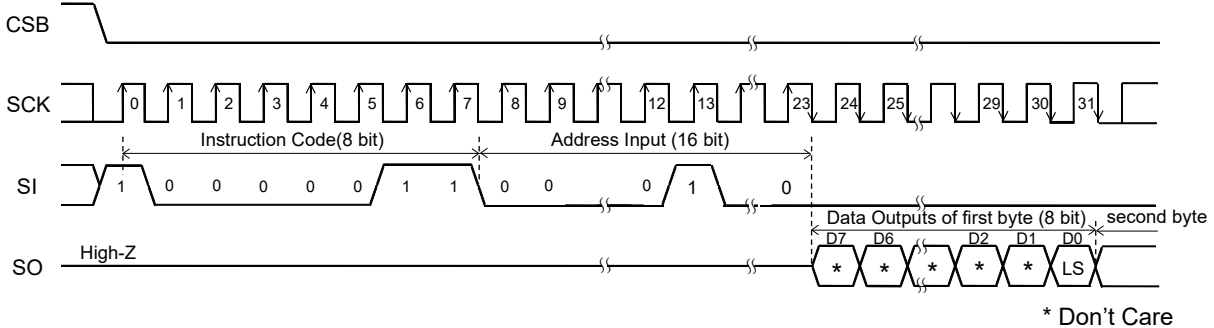 CSB
SCK 0 1 2 3 4 5 6 7 8 9 12 13 23 24 25 29 30 31
Instruction Code(8 bit) Address Input (16 bit)
SI 1 0 0 0 0 0 1 1 0 0 0 1 0
Data Outputs of first byte (8 bit) second byte
High-Z D7 D6 D2 D1 D0
SO * * * * * LS
* Don't Care